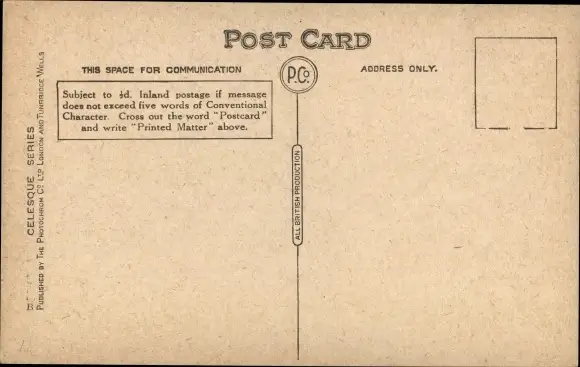 POST CARD
THIS SPACE FOR COMMUNICATION
P.Co
ADDRESS ONLY.
Subject to ½d. Inland postage if message
does not exceed five words of Conventional
Character. Cross out the word "Postcard"
and write "Printed Matter" above.
ALL BRITISH PRODUCTION
CELESQUE SERIES
PUBLISHED BY THE PHOTOCHROM CO. LTD. LONDON AND TUNBRIDGE WELLS